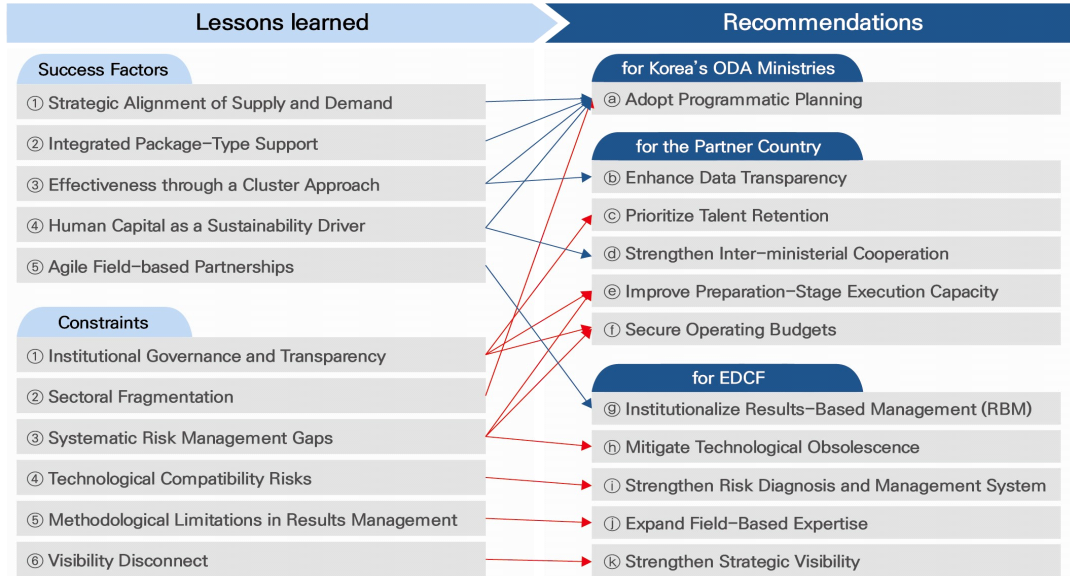 Lessons learned
Recommendations
Success Factors
① Strategic Alignment of Supply and Demand
② Integrated Package-Type Support
③ Effectiveness through a Cluster Approach
④ Human Capital as a Sustainability Driver
⑤ Agile Field-based Partnerships
Constraints
① Institutional Governance and Transparency
② Sectoral Fragmentation
③ Systematic Risk Management Gaps
④ Technological Compatibility Risks
⑤ Methodological Limitations in Results Management
⑥ Visibility Disconnect
for Korea's ODA Ministries
ⓐ Adopt Programmatic Planning
for the Partner Country
ⓑ Enhance Data Transparency
ⓒ Prioritize Talent Retention
ⓓ Strengthen Inter-ministerial Cooperation
ⓔ Improve Preparation-Stage Execution Capacity
ⓕ Secure Operating Budgets
for EDCF
ⓖ Institutionalize Results-Based Management (RBM)
ⓗ Mitigate Technological Obsolescence
ⓘ Strengthen Risk Diagnosis and Management System
ⓙ Expand Field-Based Expertise
ⓚ Strengthen Strategic Visibility